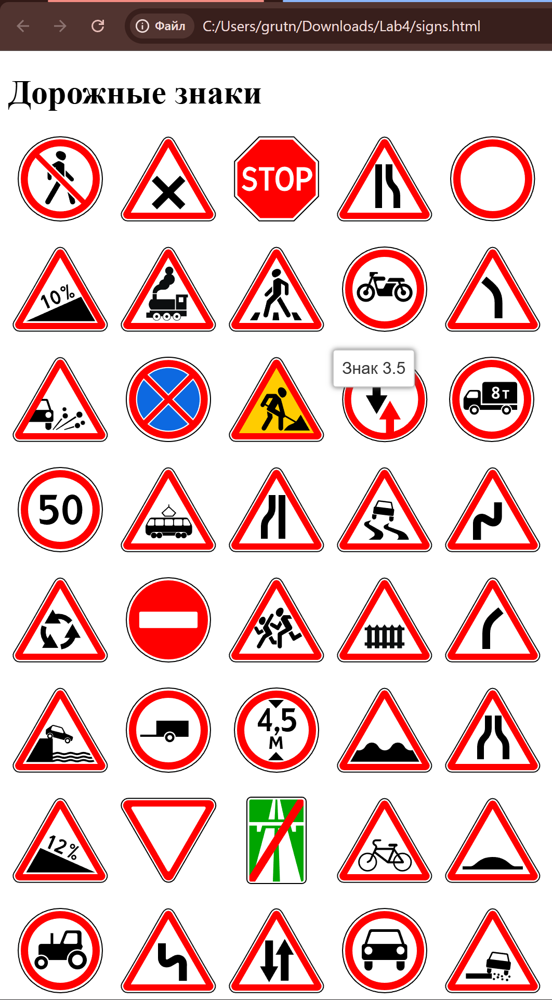 Файл C:/Users/grutn/Downloads/Lab4/signs.html
Дорожные знаки
STOP
10%
Знак 3.5
8т
50
4,5
м
12%